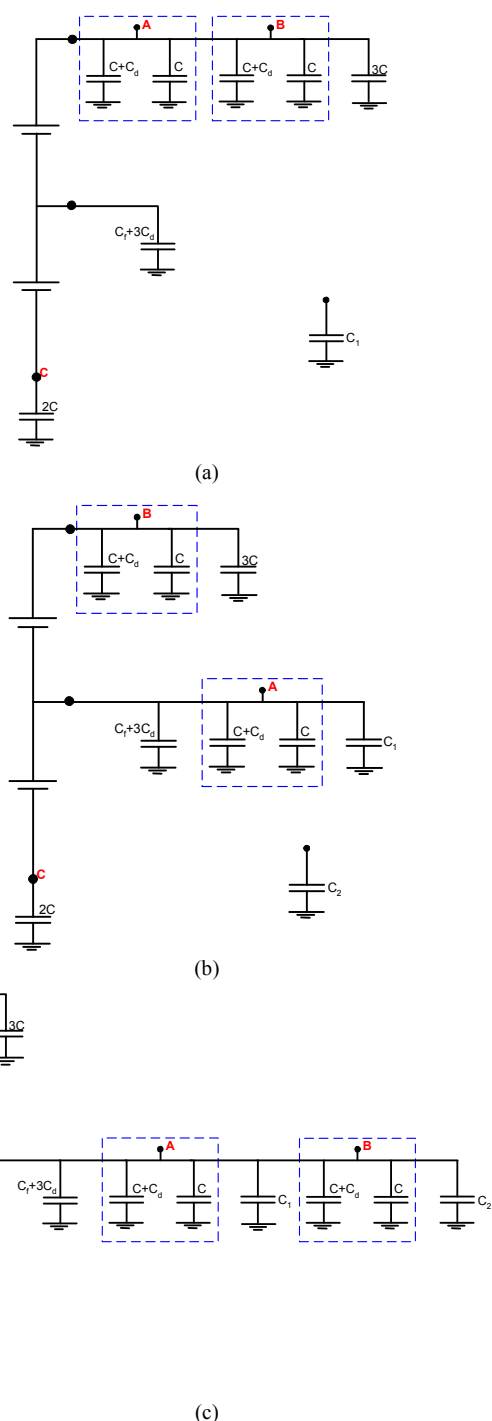 A B
C+Cd C C+Cd C 3C
Cf+3Cd
C1
C
2C
(a)
B
C+Cd C 3C
A
Cf+3Cd C+Cd C C1
C
C2
2C
(b)
3C
A B
Cf+3Cd C+Cd C C1 C+Cd C C2
(c)